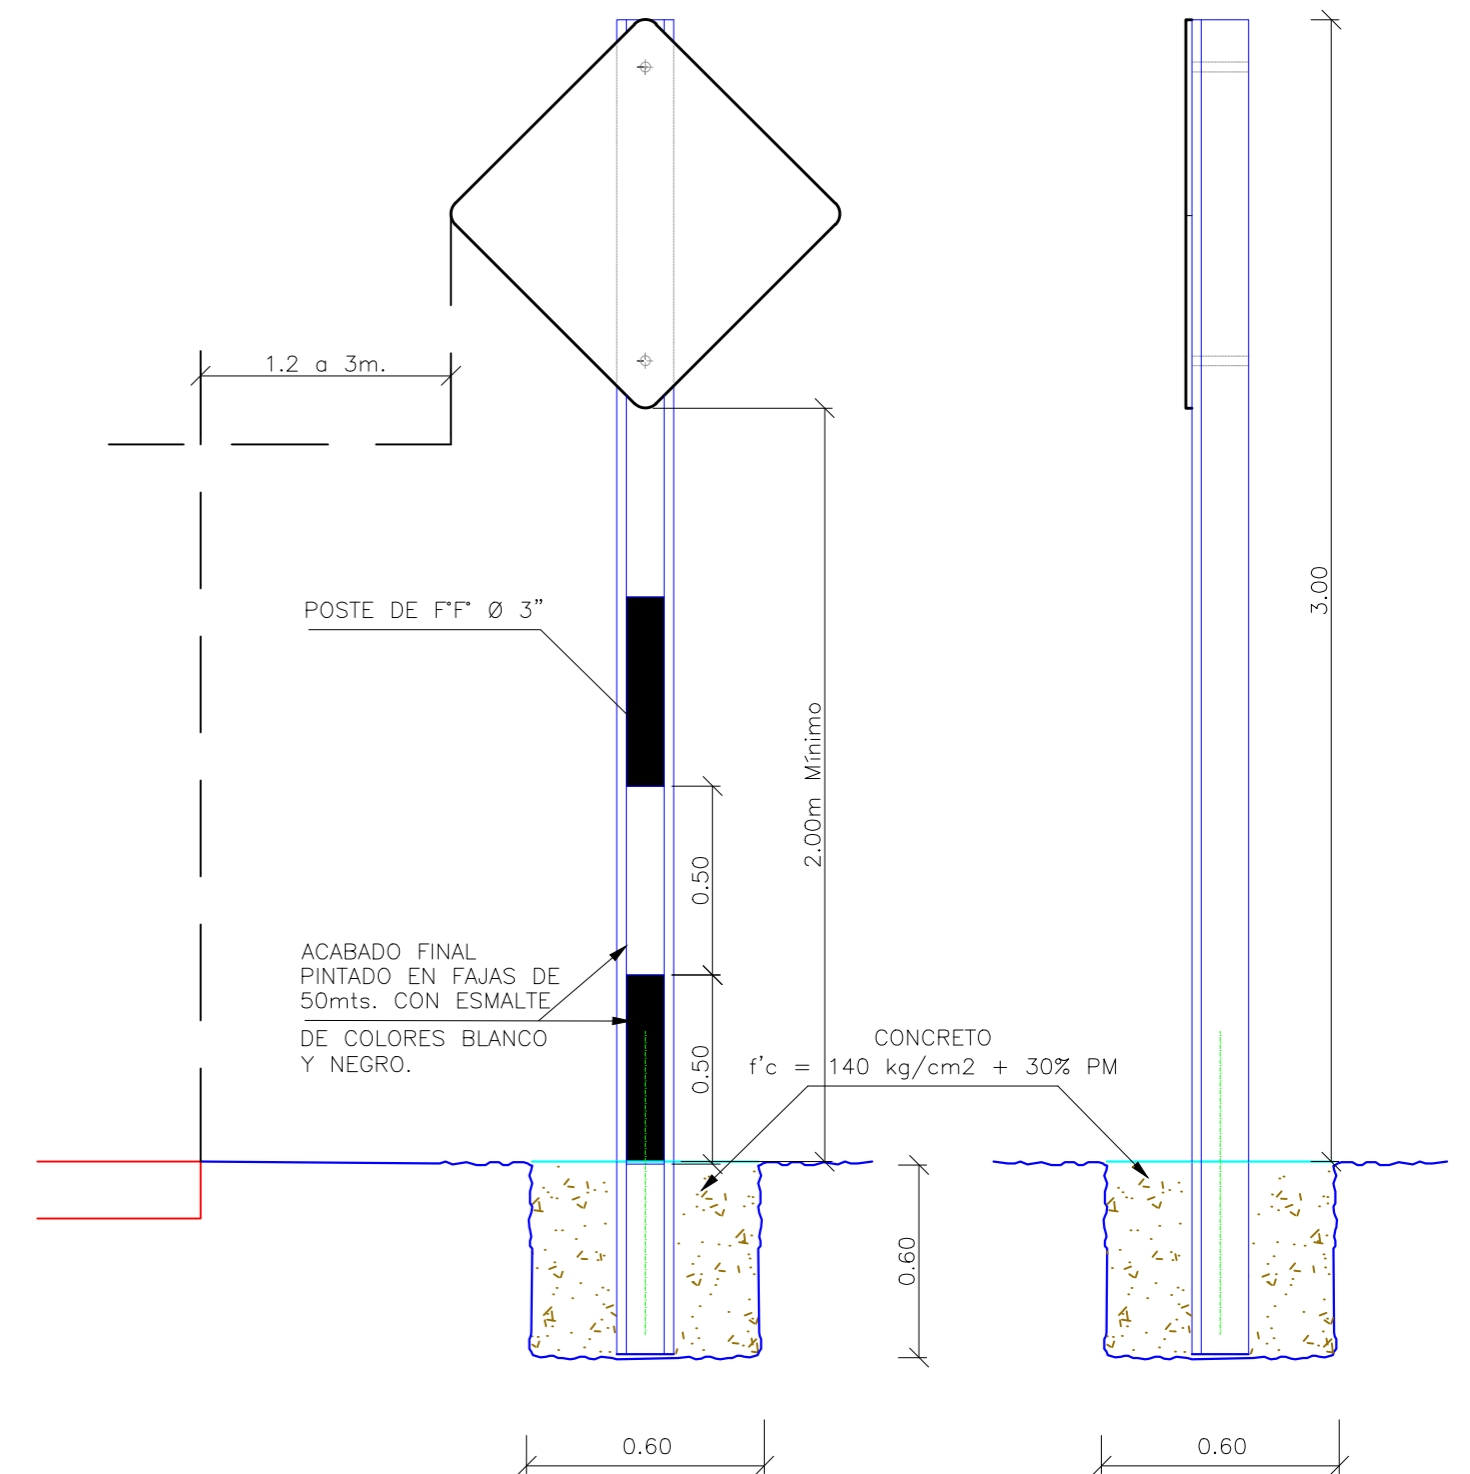 1.2 a 3m.
POSTE DE F°F° Ø 3"
3.00
2.00m Mínimo
0.50
ACABADO FINAL
PINTADO EN FAJAS DE
50mts. CON ESMALTE
DE COLORES BLANCO
Y NEGRO.
0.50
CONCRETO
f'c = 140 kg/cm2 + 30% PM
0.60
0.60
0.60